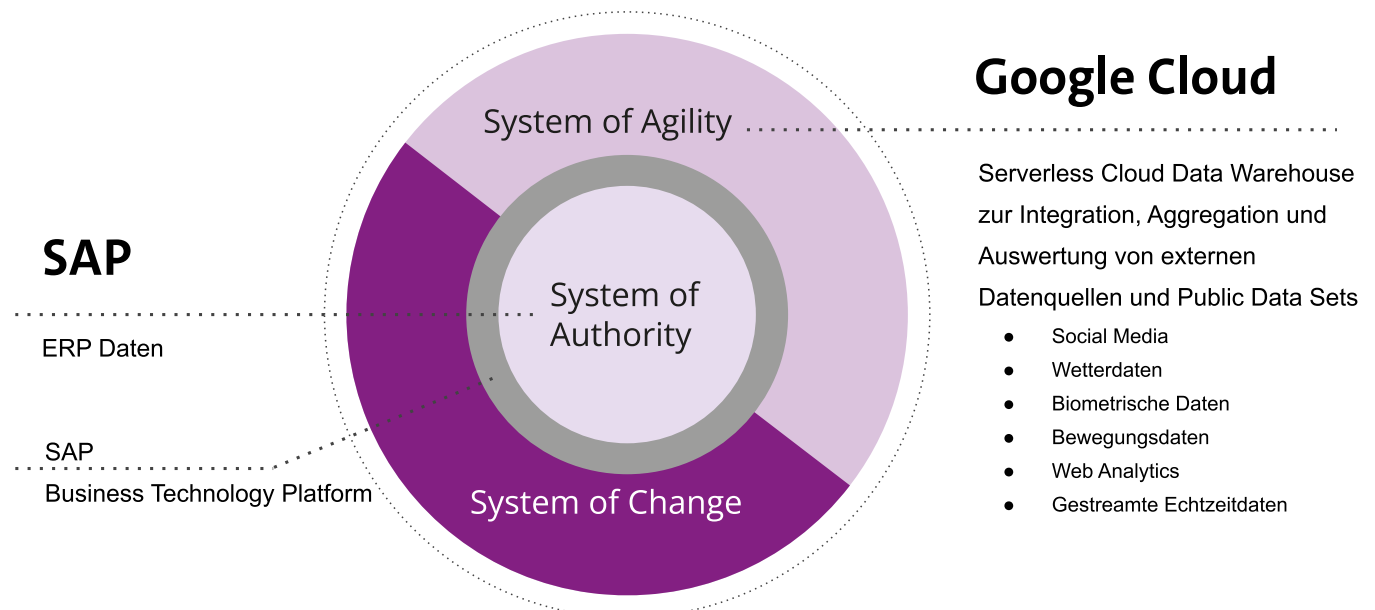 Google Cloud
System of Agility
Serverless Cloud Data Warehouse
zur Integration, Aggregation und
Auswertung von externen
Datenquellen und Public Data Sets
● Social Media
● Wetterdaten
● Biometrische Daten
● Bewegungsdaten
● Web Analytics
● Gestreamte Echtzeitdaten
SAP
ERP Daten
System of
Authority
SAP
Business Technology Platform
System of Change